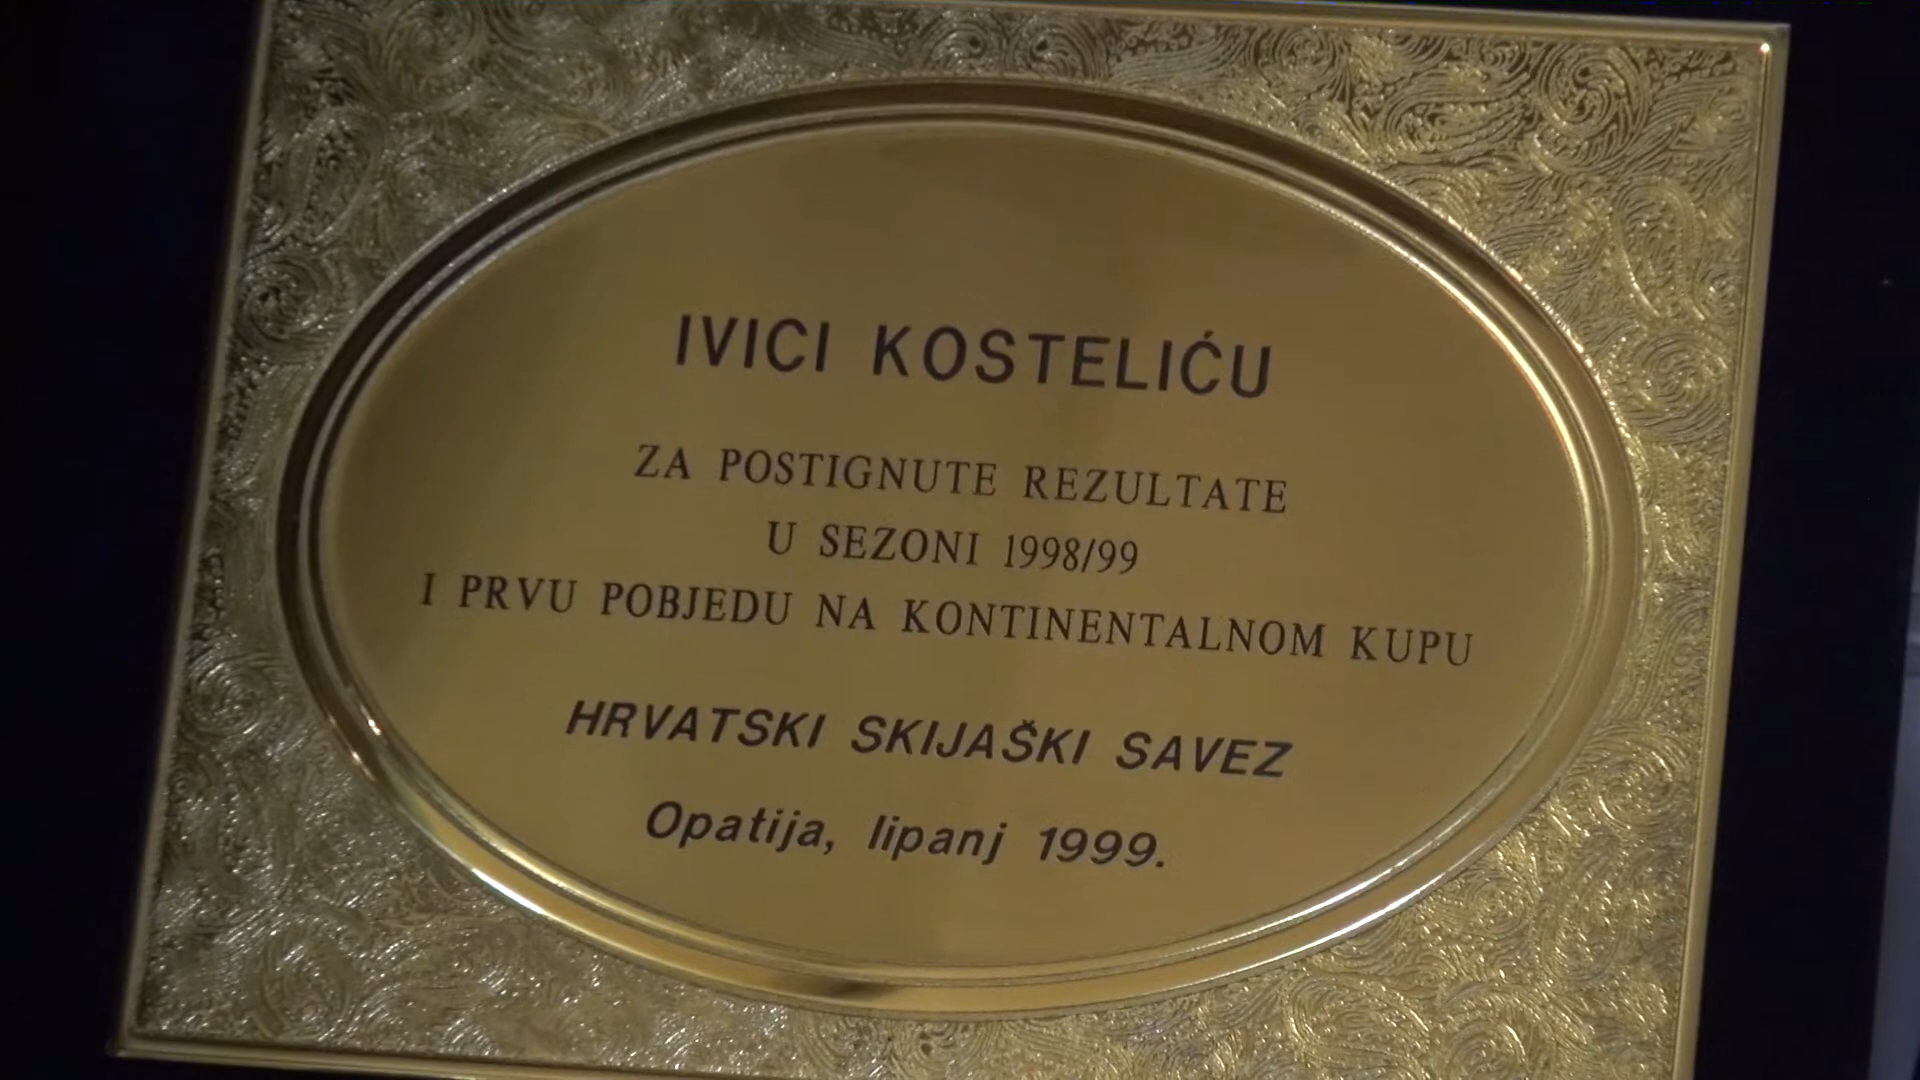 IVICI KOSTELIĆU
ZA POSTIGNUTE REZULTATE
U SEZONI 1998/99
I PRVU POBJEDU NA KONTINENTALNOM KUPU
HRVATSKI SKIJAŠKI SAVEZ
Opatija, lipanj 1999.